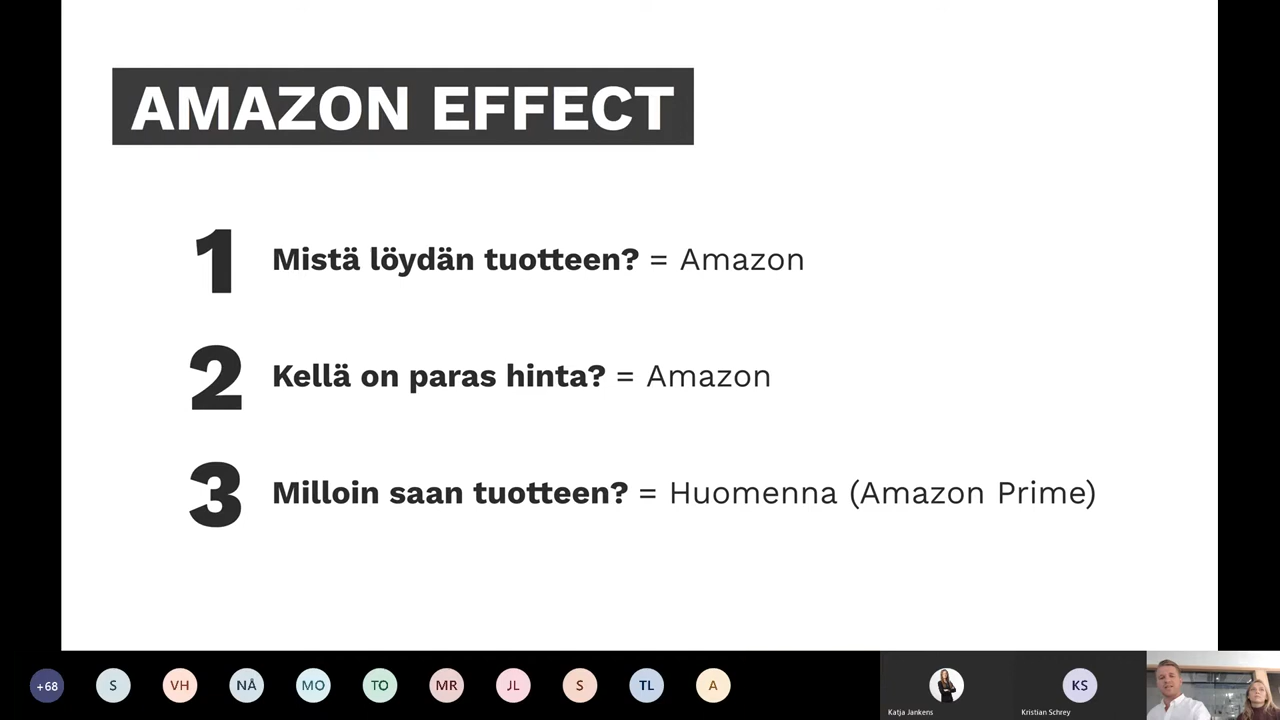 AMAZON EFFECT
1 Mistä löydän tuotteen? = Amazon
2 Kellä on paras hinta? = Amazon
3 Milloin saan tuotteen? = Huomenna (Amazon Prime)
+68 S VH NÅ MO TO MR JL S TL A KS
Katja Jankens Kristian Schrey